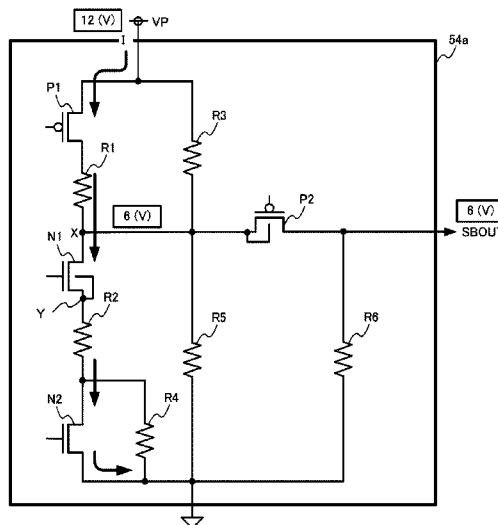 12 (V)
VP
I
54a
P1
R3
R1
P2
6 (V)
6 (V)
X
SBOUT
N1
Y
R2
R5
R6
N2
R4